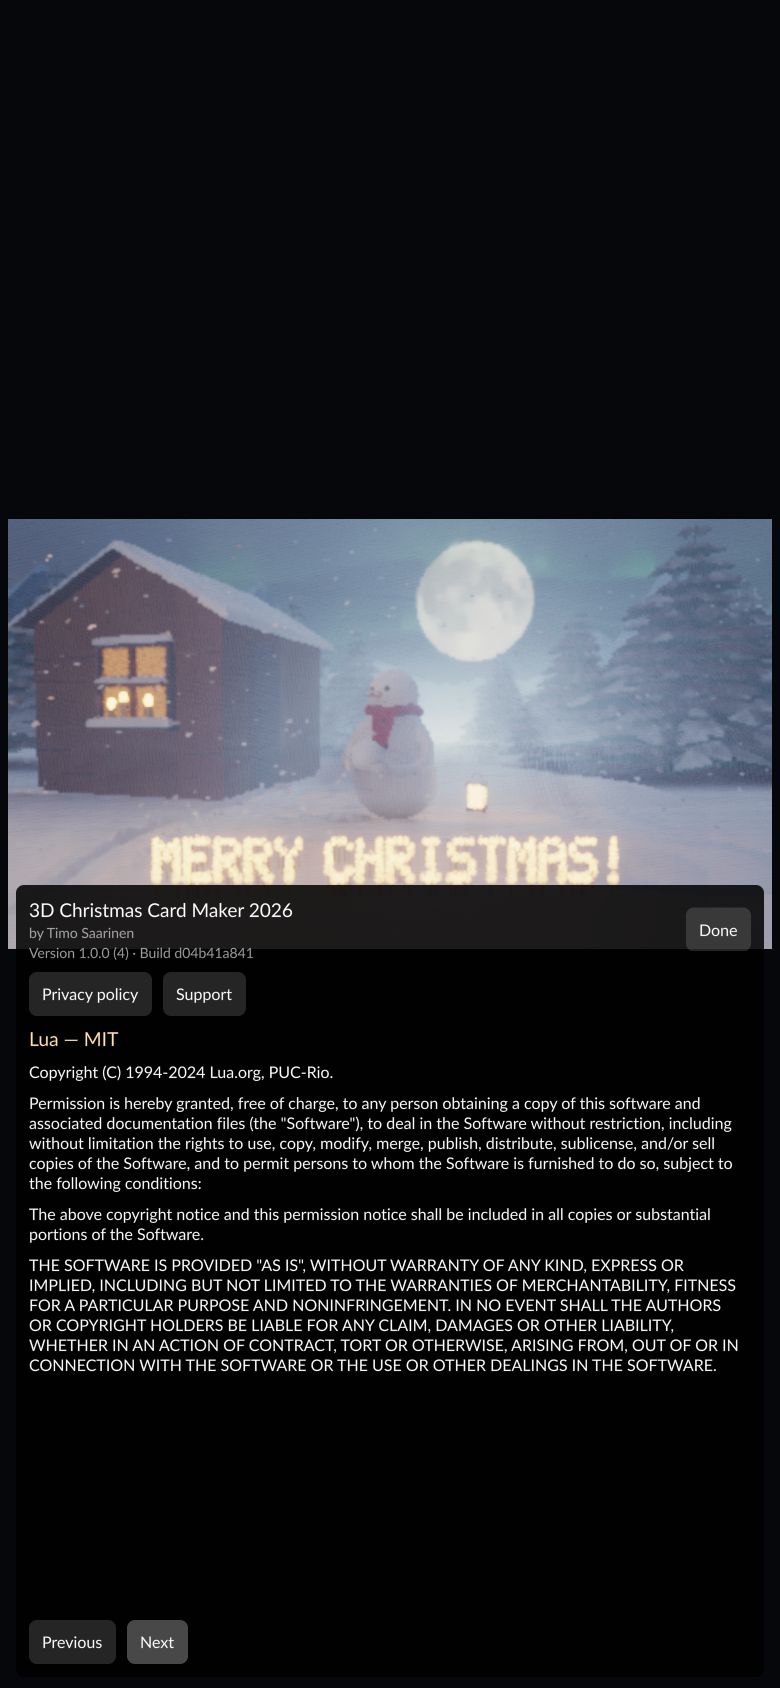 MERRY CHRISTMAS!
3D Christmas Card Maker 2026
by Timo Saarinen
Version 1.0.0 (4) · Build d04b41a841
Done
Privacy policy
Support
Lua — MIT
Copyright (C) 1994-2024 Lua.org, PUC-Rio.
Permission is hereby granted, free of charge, to any person obtaining a copy of this software and
associated documentation files (the "Software"), to deal in the Software without restriction, including
without limitation the rights to use, copy, modify, merge, publish, distribute, sublicense, and/or sell
copies of the Software, and to permit persons to whom the Software is furnished to do so, subject to
the following conditions:
The above copyright notice and this permission notice shall be included in all copies or substantial
portions of the Software.
THE SOFTWARE IS PROVIDED "AS IS", WITHOUT WARRANTY OF ANY KIND, EXPRESS OR
IMPLIED, INCLUDING BUT NOT LIMITED TO THE WARRANTIES OF MERCHANTABILITY, FITNESS
FOR A PARTICULAR PURPOSE AND NONINFRINGEMENT. IN NO EVENT SHALL THE AUTHORS
OR COPYRIGHT HOLDERS BE LIABLE FOR ANY CLAIM, DAMAGES OR OTHER LIABILITY,
WHETHER IN AN ACTION OF CONTRACT, TORT OR OTHERWISE, ARISING FROM, OUT OF OR IN
CONNECTION WITH THE SOFTWARE OR THE USE OR OTHER DEALINGS IN THE SOFTWARE.
Previous
Next